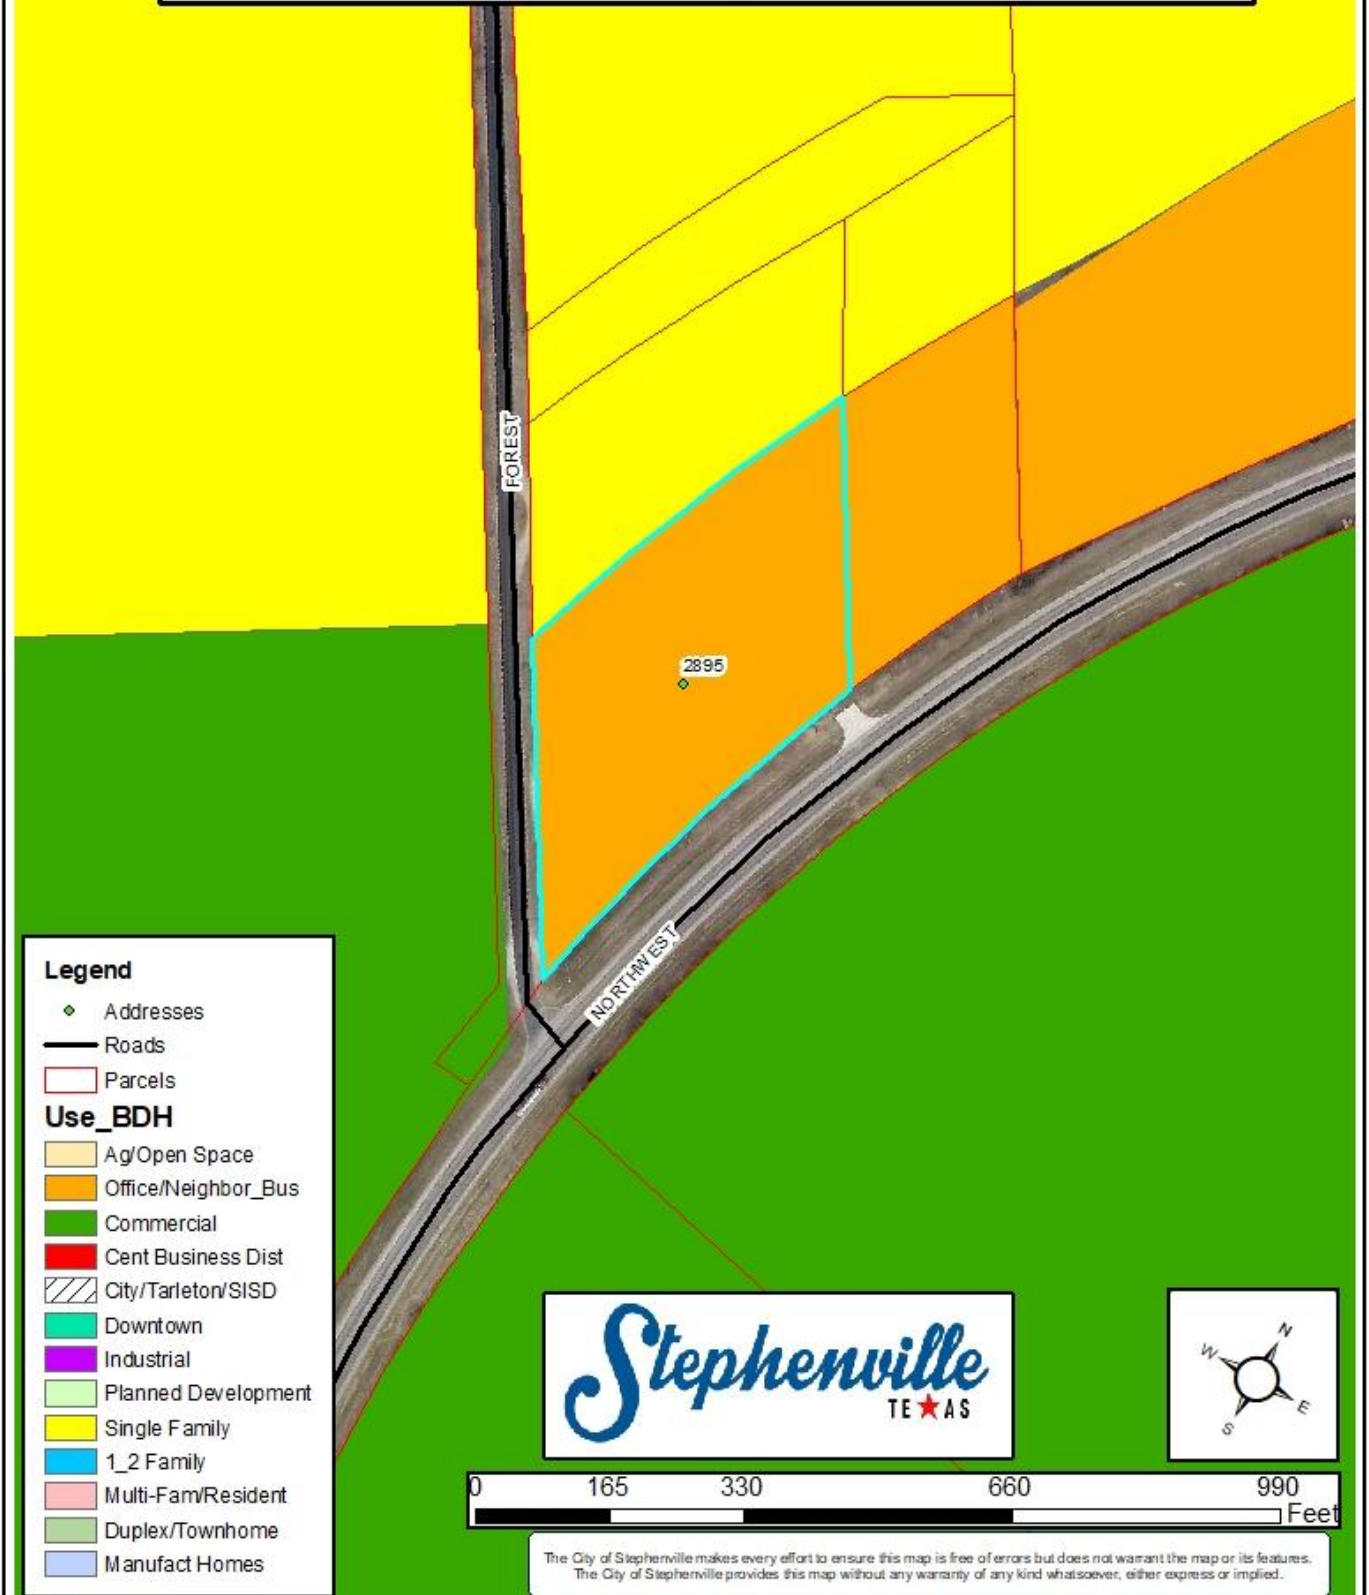 FOREST
2895
NORTHWEST
Legend
Addresses
Roads
Parcels
Use_BDH
Ag/Open Space
Office/Neighbor_Bus
Commercial
Cent Business Dist
City/Tarleton/SISD
Downtown
Industrial
Planned Development
Single Family
1_2 Family
Multi-Fam/Resident
Duplex/Townhome
Manufact Homes
Stephenville
TEXAS
N
W
E
S
0 165 330 660 990
Feet
The City of Stephenville makes every effort to ensure this map is free of errors but does not warrant the map or its features.
The City of Stephenville provides this map without any warranty of any kind whatsoever, either express or implied.